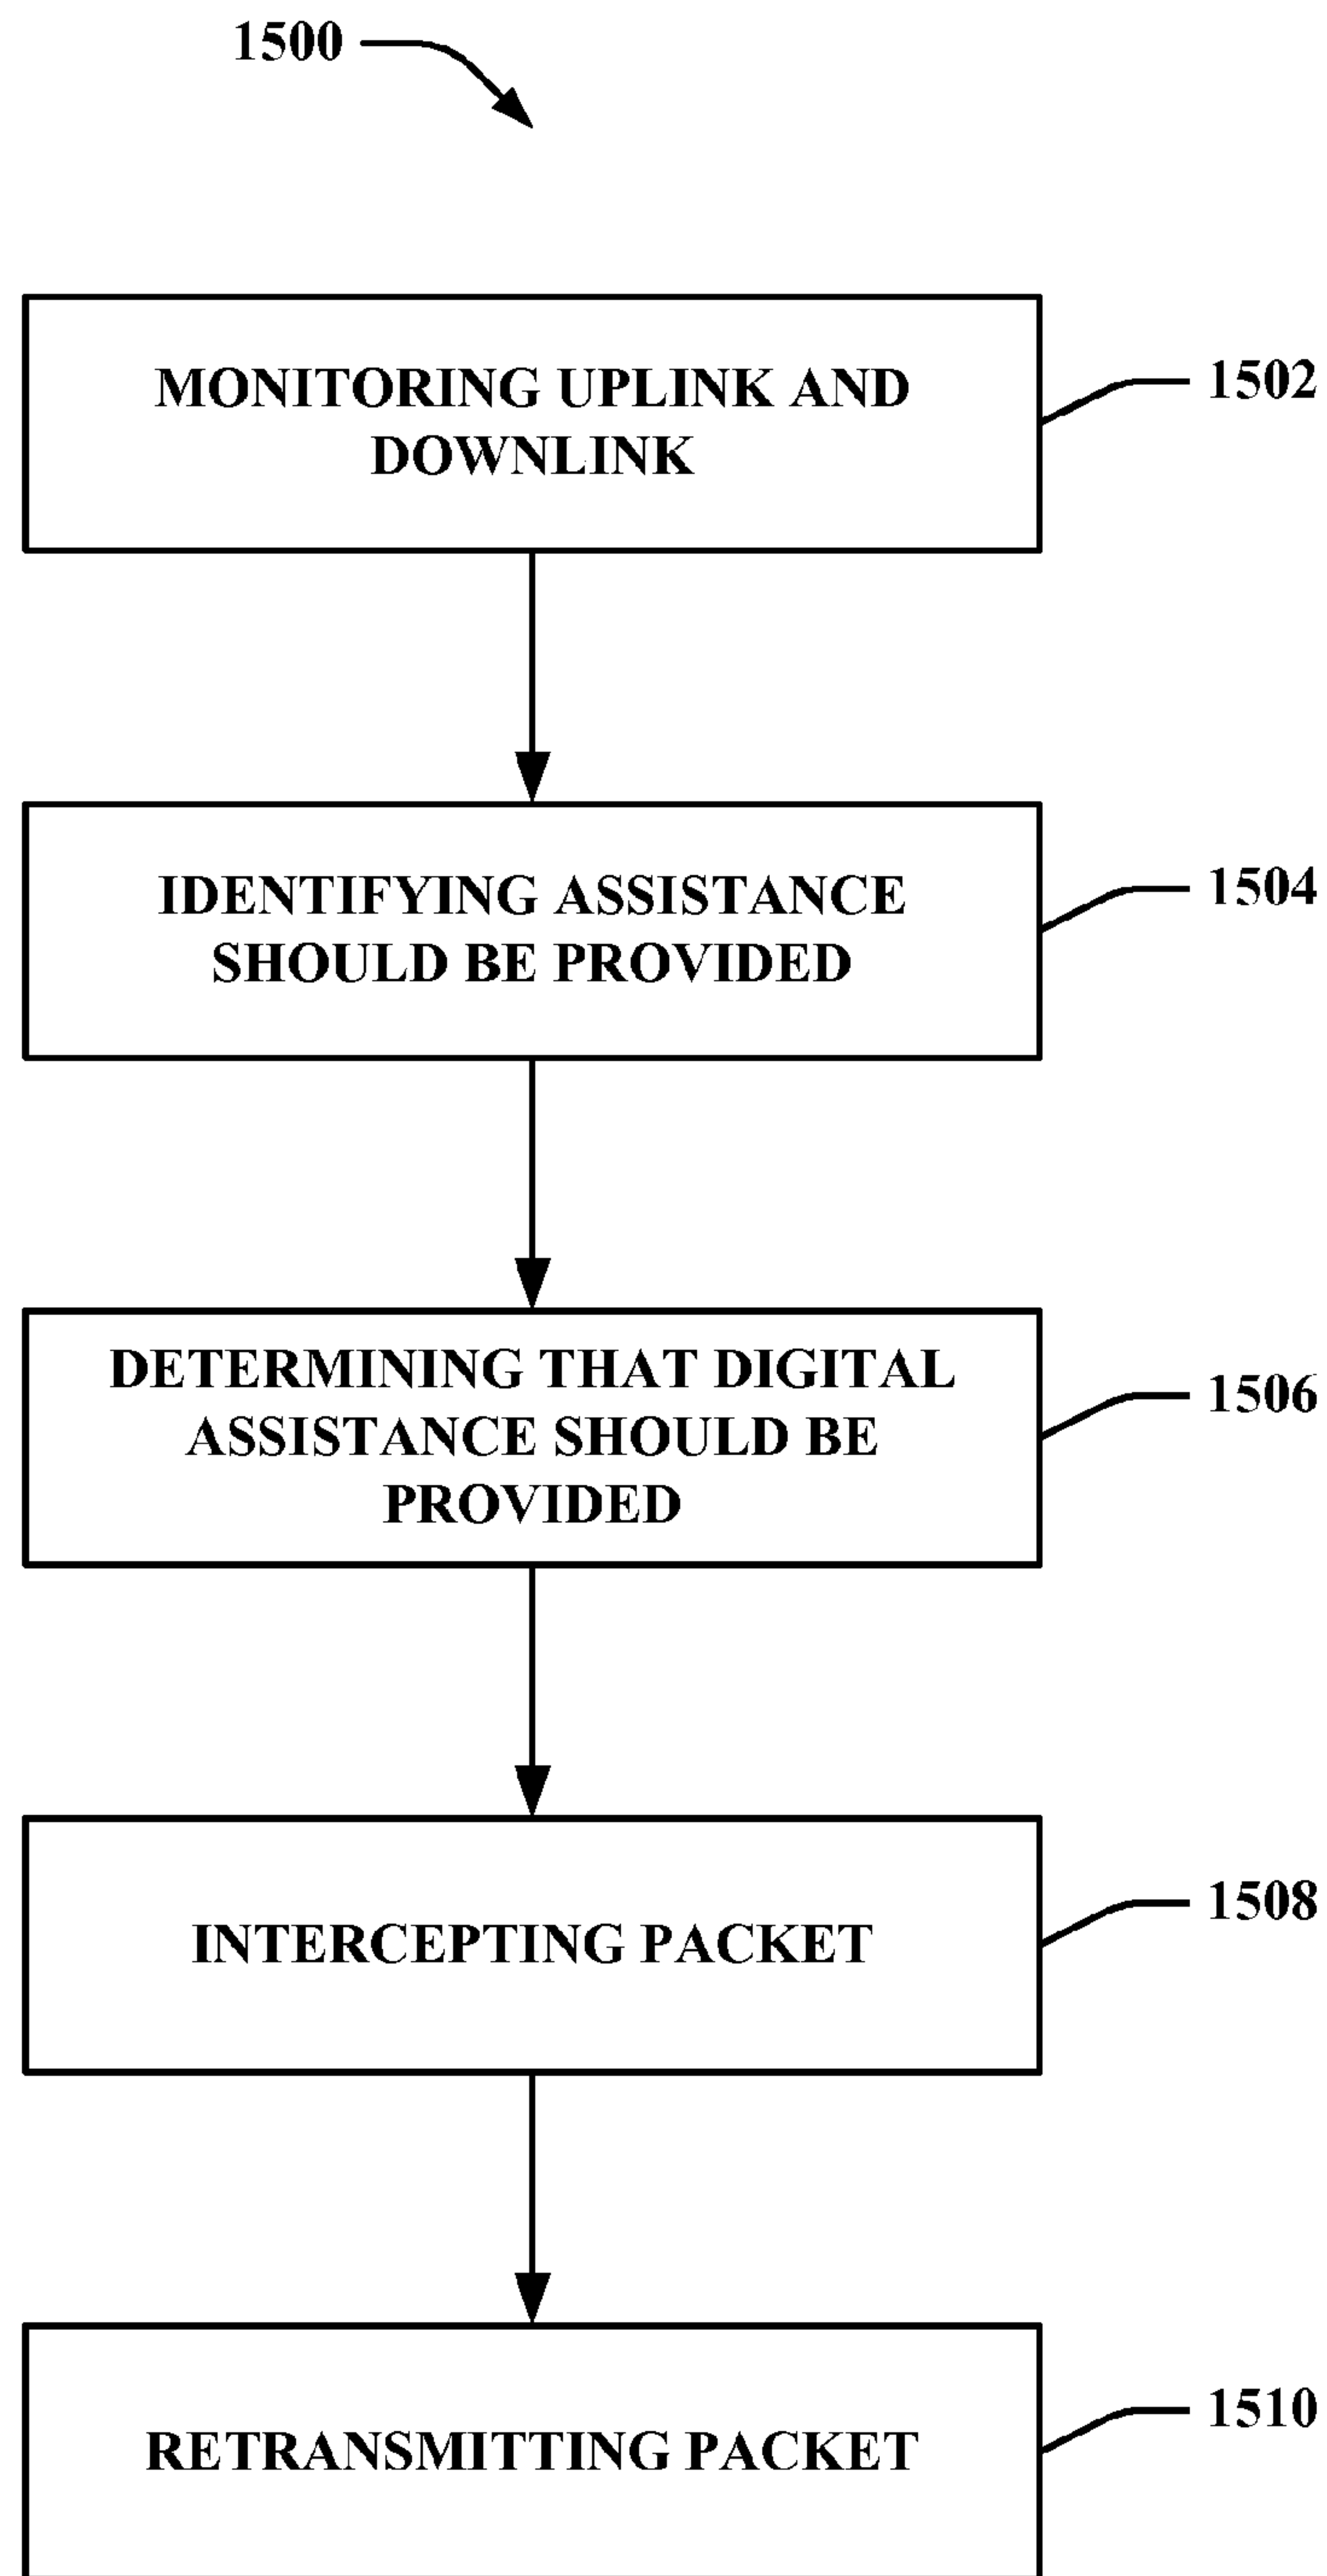 1500
MONITORING UPLINK AND
DOWNLINK
1502
IDENTIFYING ASSISTANCE
SHOULD BE PROVIDED
1504
DETERMINING THAT DIGITAL
ASSISTANCE SHOULD BE
PROVIDED
1506
INTERCEPTING PACKET
1508
RETRANSMITTING PACKET
1510